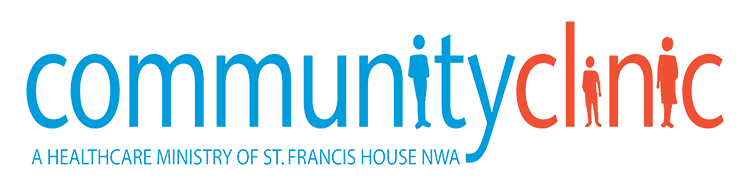 communityclinic
A HEALTHCARE MINISTRY OF ST. FRANCIS HOUSE NWA